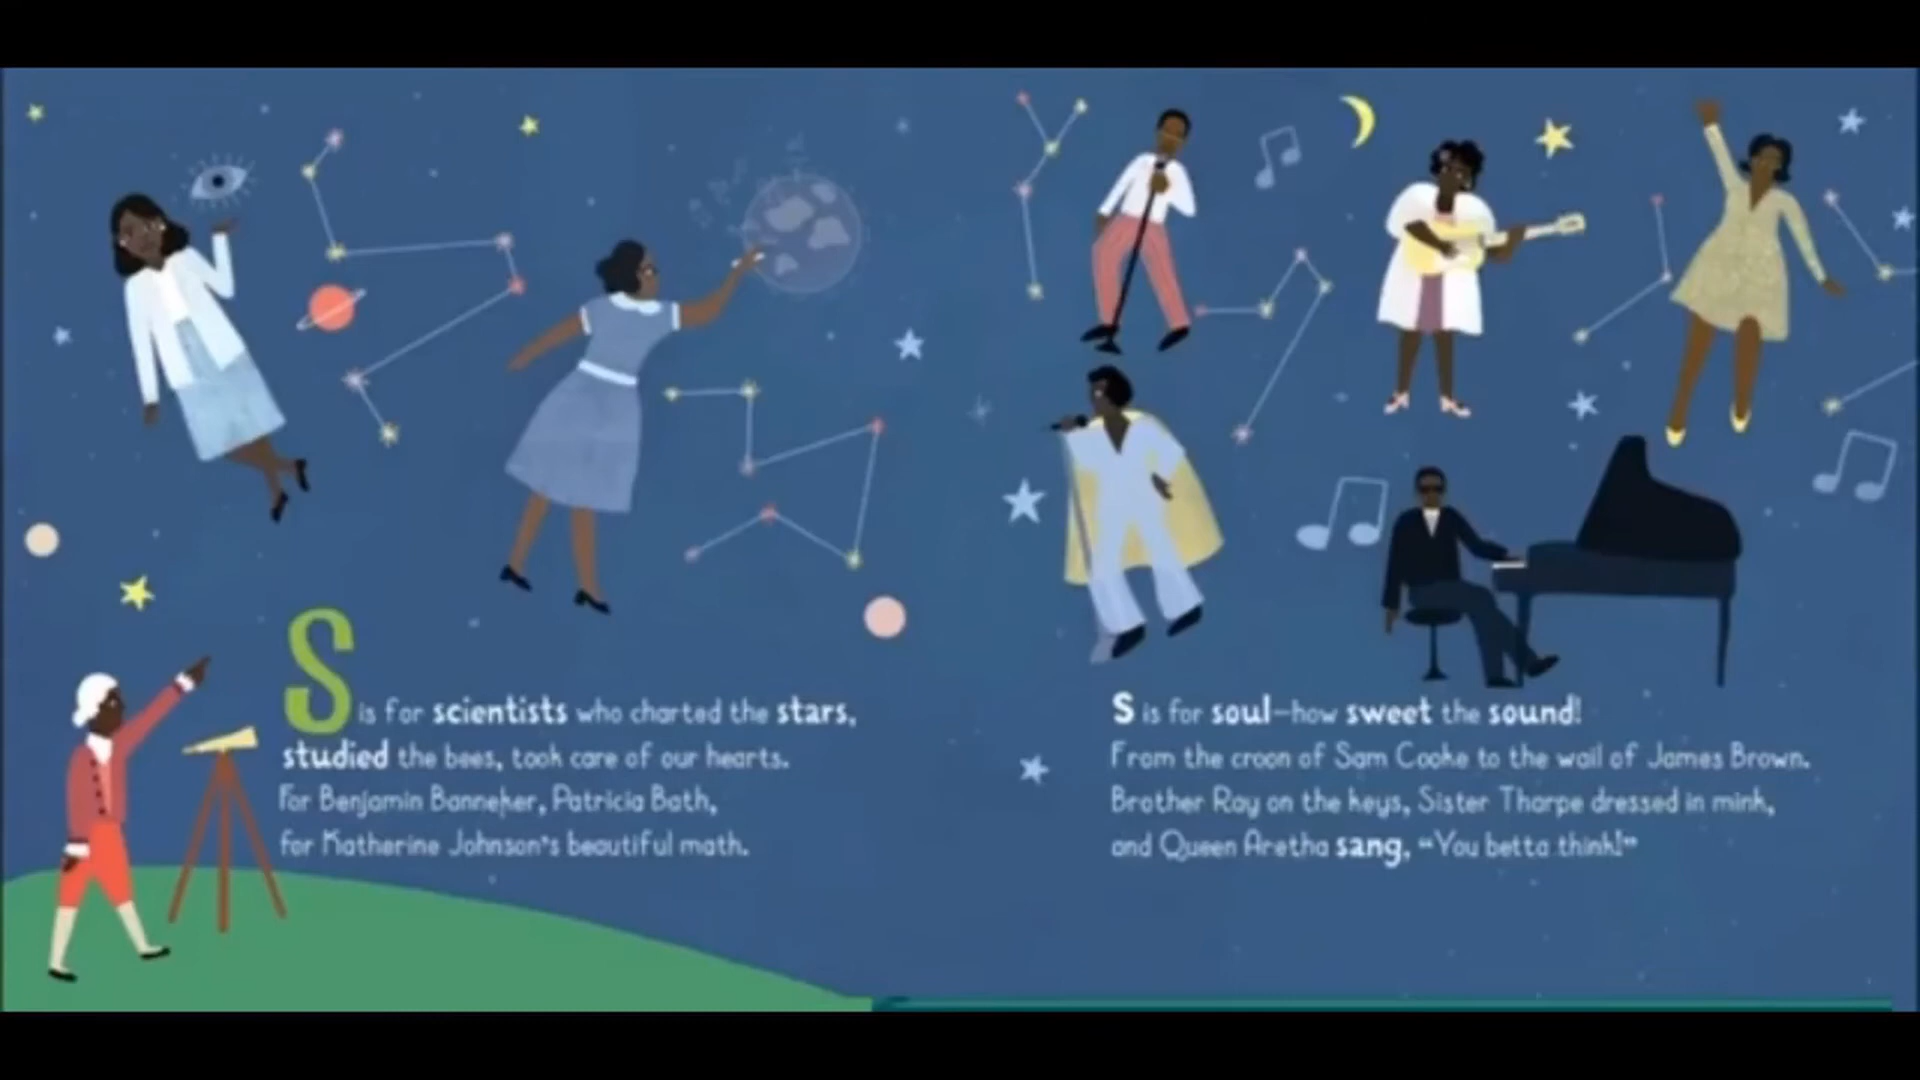 S is for scientists who charted the stars,
studied the bees, took care of our hearts.
For Benjamin Banneker, Patricia Bath,
for Katherine Johnson's beautiful math.
S is for soul—how sweet the sound!
From the croon of Sam Cooke to the wail of James Brown.
Brother Ray on the keys, Sister Tharpe dressed in mink,
and Queen Aretha sang, “You betta think!”